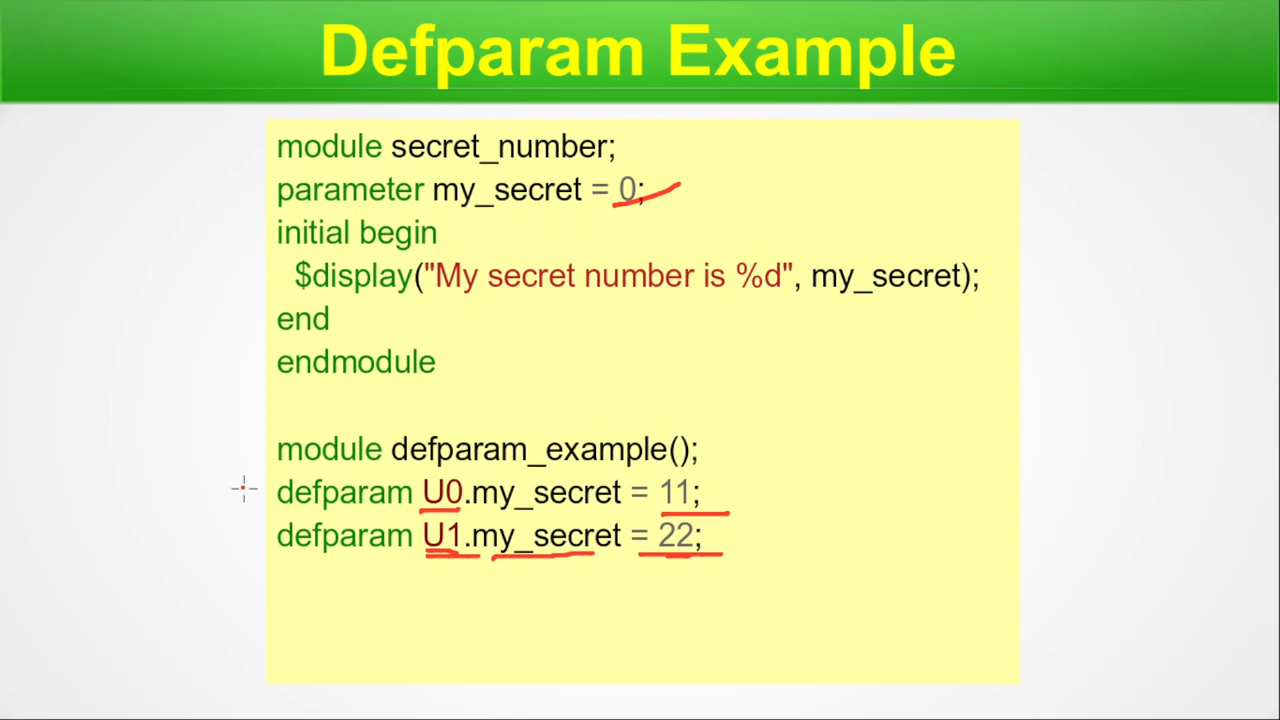 Defparam Example
module secret_number;
parameter my_secret = 0;
initial begin
$display("My secret number is %d", my_secret);
end
endmodule
module defparam_example();
defparam U0.my_secret = 11;
defparam U1.my_secret = 22;